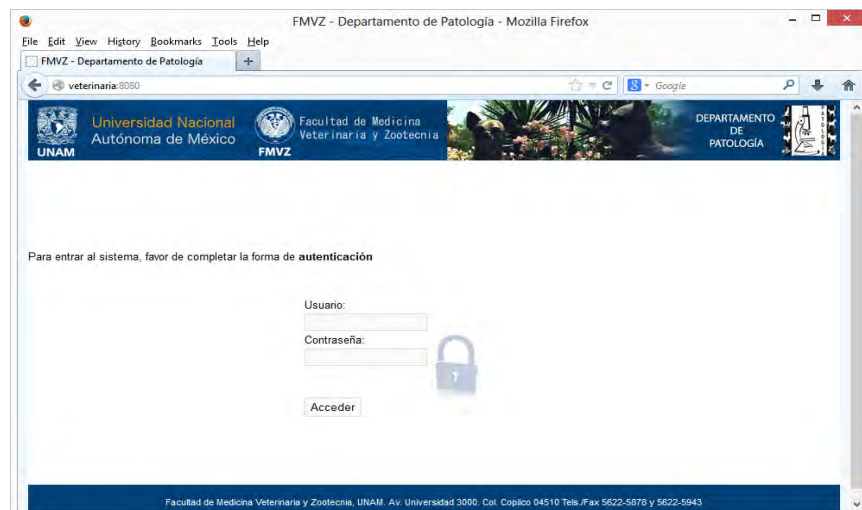 FMVZ - Departamento de Patología - Mozilla Firefox
File Edit View History Bookmarks Tools Help
FMVZ - Departamento de Patología
veterinaria:8080
Google
UNAM
Universidad Nacional
Autónoma de México
FMVZ
Facultad de Medicina
Veterinaria y Zootecnia
DEPARTAMENTO
DE
PATOLOGÍA
PATOLOGIA
Para entrar al sistema, favor de completar la forma de autenticación
Usuario:
Contraseña:
Acceder
Facultad de Medicina Veterinaria y Zootecnia, UNAM. Av. Universidad 3000. Col. Copilco 04510 Tels./Fax 5622-5878 y 5622-5943